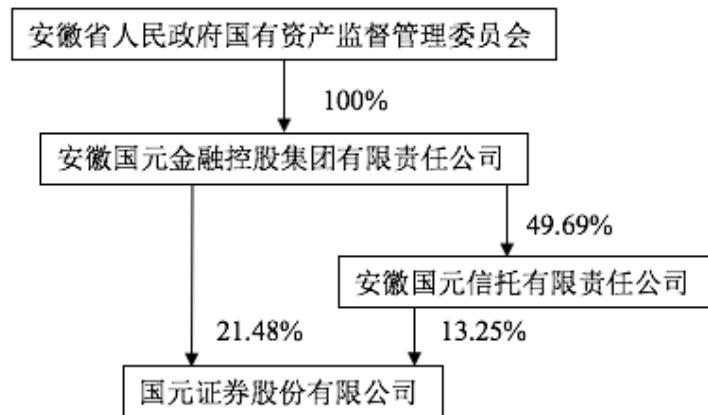 安徽省人民政府国有资产监督管理委员会
100%
安徽国元金融控股集团有限责任公司
49.69%
安徽国元信托有限责任公司
21.48%
13.25%
国元证券股份有限公司